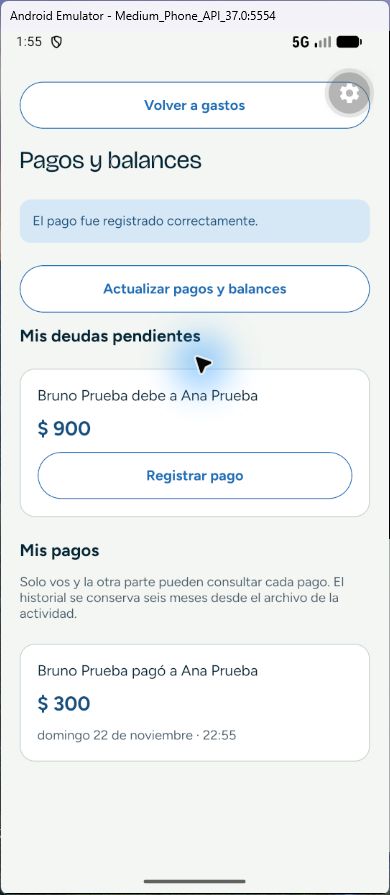 Android Emulator - Medium_Phone_API_37.0:5554
1:55
5G
Volver a gastos
Pagos y balances
El pago fue registrado correctamente.
Actualizar pagos y balances
Mis deudas pendientes
Bruno Prueba debe a Ana Prueba
$ 900
Registrar pago
Mis pagos
Solo vos y la otra parte pueden consultar cada pago. El
historial se conserva seis meses desde el archivo de la
actividad.
Bruno Prueba pagó a Ana Prueba
$ 300
domingo 22 de noviembre · 22:55